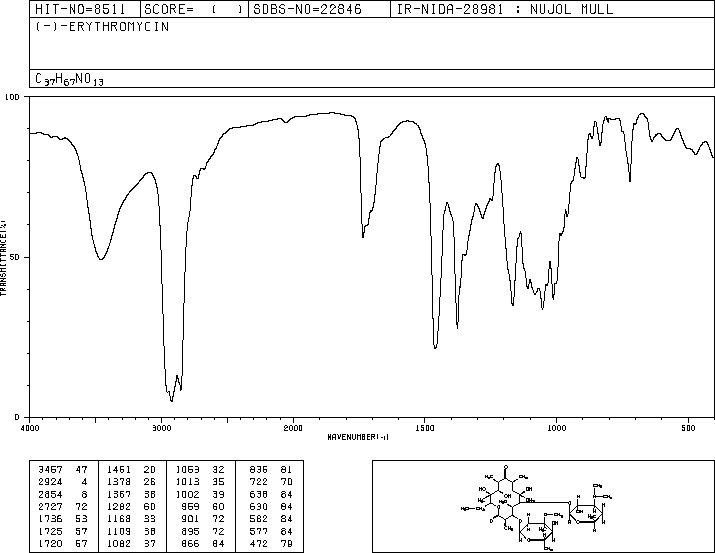 HIT-NO=8511 SCORE= ( ) SDBS-NO=22846 IR-NIDA-28981 : NUJOL MULL
(-)-ERYTHROMYCIN
C37H67NO13
100
50
0
TRANSMITTANCE(%)
4000 3000 2000 1500 1000 500
WAVENUMBER(-1)
3467 47 1461 20 1053 32 836 81
2924 4 1378 26 1013 35 722 70
2854 8 1367 36 1002 39 638 84
2727 72 1282 60 959 60 630 84
1736 53 1168 33 901 72 582 84
1725 57 1109 38 895 72 577 84
1720 57 1082 37 866 84 472 79